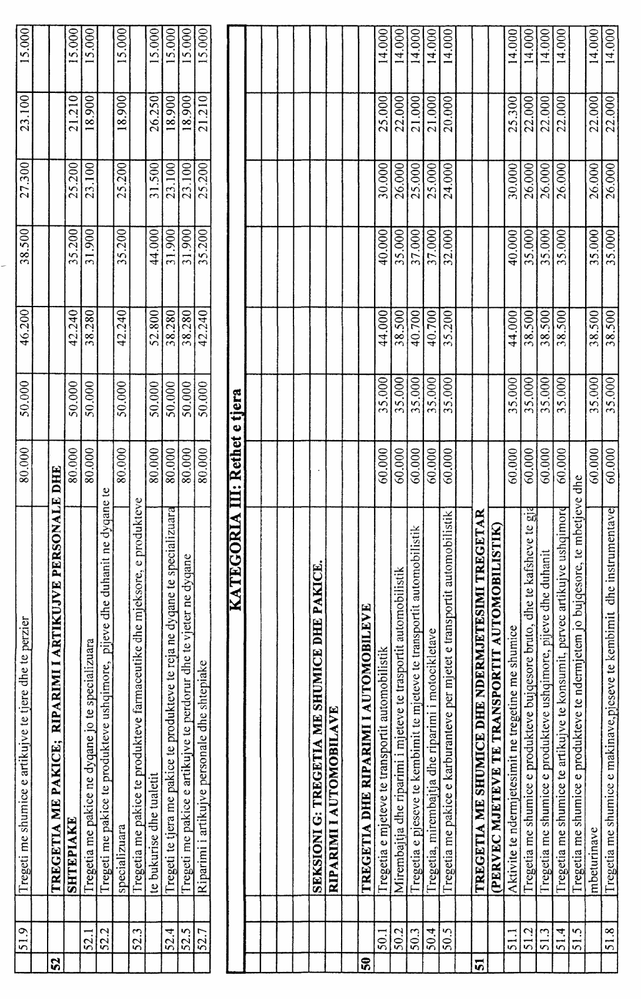 51.9 Tregeti me shumice e artikujve te tjere dhe te perzier 80.000 50.000 46.200 38.500 27.300 23.100 15.000
52 TREGETIA ME PAKICE; RIPARIMI I ARTIKUJVE PERSONALE DHE
SHTEPIAKE 80.000 50.000 42.240 35.200 25.200 21.210 15.000
52.1 Tregetia me pakice ne dyqane jo te specializuara 80.000 50.000 38.280 31.900 23.100 18.900 15.000
52.2 Tregeti me pakice te produkteve ushqimore, pijeve dhe duhanit ne dyqane te
specializuara 80.000 50.000 42.240 35.200 25.200 18.900 15.000
52.3 Tregetia me pakice te produkteve farmaceutike dhe mjeksore, e produkteve
te bukurise dhe tualetit 80.000 50.000 52.800 44.000 31.500 26.250 15.000
52.4 Tregeti te tjera me pakice te produkteve te reja ne dyqane te specializuara 80.000 50.000 38.280 31.900 23.100 18.900 15.000
52.5 Tregeti me pakice e artikujve te perdorur dhe te vjeter ne dyqane 80.000 50.000 38.280 31.900 23.100 18.900 15.000
52.7 Riparimi i artikujve personale dhe shtepiake 80.000 50.000 42.240 35.200 25.200 21.210 15.000
KATEGORIA III: Rethet e tjera
SEKSIONI G: TREGETIA ME SHUMICE DHE PAKICE.
RIPARIMI I AUTOMOBILAVE
50 TREGETIA DHE RIPARIMI I AUTOMOBILEVE
50.1 Tregetia e mjeteve te transportit automobilistik 60.000 35.000 44.000 40.000 30.000 25.000 14.000
50.2 Mirembajtja dhe riparimi i mjeteve te trasportit automobilistik 60.000 35.000 38.500 35.000 26.000 22.000 14.000
50.3 Tregetia e pjeseve te kembimit te mjeteve te transportit automobilistik 60.000 35.000 40.700 37.000 25.000 21.000 14.000
50.4 Tregetia, mirembajtja dhe riparimi i motocikletave 60.000 35.000 40.700 37.000 25.000 21.000 14.000
50.5 Tregetia me pakice e karburanteve per mjetet e transportit automobilistik 60.000 35.000 35.200 32.000 24.000 20.000 14.000
51 TREGETIA ME SHUMICE DHE NDERMJETESIMI TREGETAR
(PERVEC MJETEVE TE TRANSPORTIT AUTOMOBILISTIK)
51.1 Aktivite te ndermjetesimit ne tregetine me shumice 60.000 35.000 44.000 40.000 30.000 25.300 14.000
51.2 Tregetia me shumice e produkteve bujqesore bruto, dhe te kafsheve te gja 60.000 35.000 38.500 35.000 26.000 22.000 14.000
51.3 Tregetia me shumice e produkteve ushqimore, pijeve dhe duhanit 60.000 35.000 38.500 35.000 26.000 22.000 14.000
51.4 Tregetia me shumice te artikujve te konsumit, pervec artikujve ushqimore 60.000 35.000 38.500 35.000 26.000 22.000 14.000
51.5 Tregetia me shumice e produkteve te ndermjetem jo bujqesore, te mbetjeve dhe
mbeturinave 60.000 35.000 38.500 35.000 26.000 22.000 14.000
51.8 Tregetia me shumice e makinave,pjeseve te kembimit dhe instrumentave 60.000 35.000 38.500 35.000 26.000 22.000 14.000